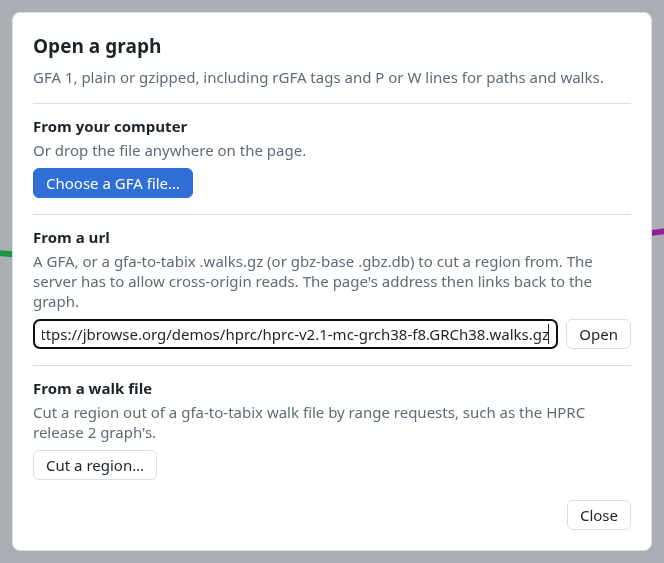 Open a graph
GFA 1, plain or gzipped, including rGFA tags and P or W lines for paths and walks.
From your computer
Or drop the file anywhere on the page.
Choose a GFA file...
From a url
A GFA, or a gfa-to-tabix .walks.gz (or gbz-base .gbz.db) to cut a region from. The
server has to allow cross-origin reads. The page's address then links back to the
graph.
ttps://jbrowse.org/demos/hprc/hprc-v2.1-mc-grch38-f8.GRCh38.walks.gz
Open
From a walk file
Cut a region out of a gfa-to-tabix walk file by range requests, such as the HPRC
release 2 graph's.
Cut a region...
Close